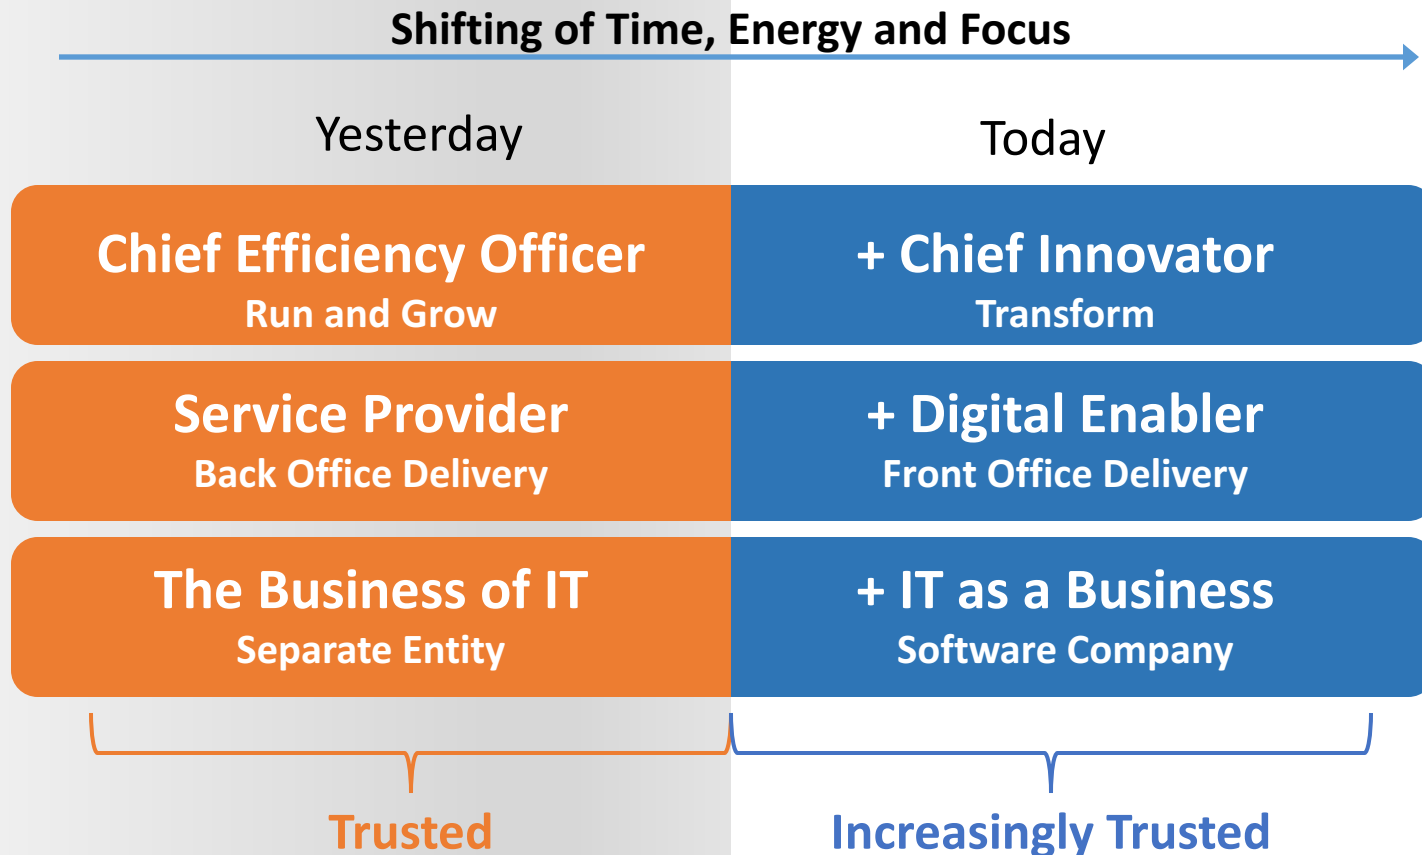 Shifting of Time, Energy and Focus
Yesterday
Today
Chief Efficiency Officer
Run and Grow
+ Chief Innovator
Transform
Service Provider
Back Office Delivery
+ Digital Enabler
Front Office Delivery
The Business of IT
Separate Entity
+ IT as a Business
Software Company
Trusted
Increasingly Trusted